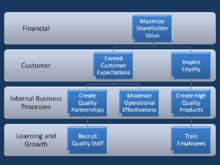 Maximize
Shareholder
Value
Financial
Exceed
Customer
Expectations
Inspire
Loyalty
Customer
Create
Quality
Partnerships
Maximize
Operational
Effectiveness
Create High
Quality
Products
Internal Business
Processes
Recruit
Quality Staff
Train
Employees
Learning and
Growth